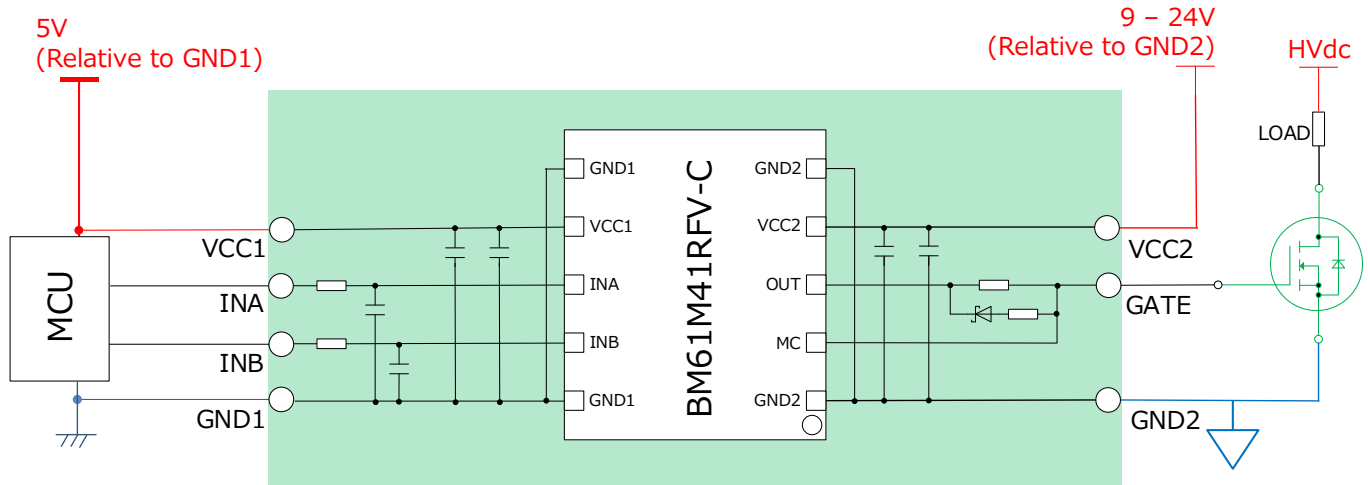 5V
(Relative to GND1)
9 – 24V
(Relative to GND2)
HVdc
LOAD
MCU
VCC1
INA
INB
GND1
GND1
VCC1
INA
INB
GND1
BM61M41RFV-C
GND2
VCC2
OUT
MC
GND2
VCC2
GATE
GND2